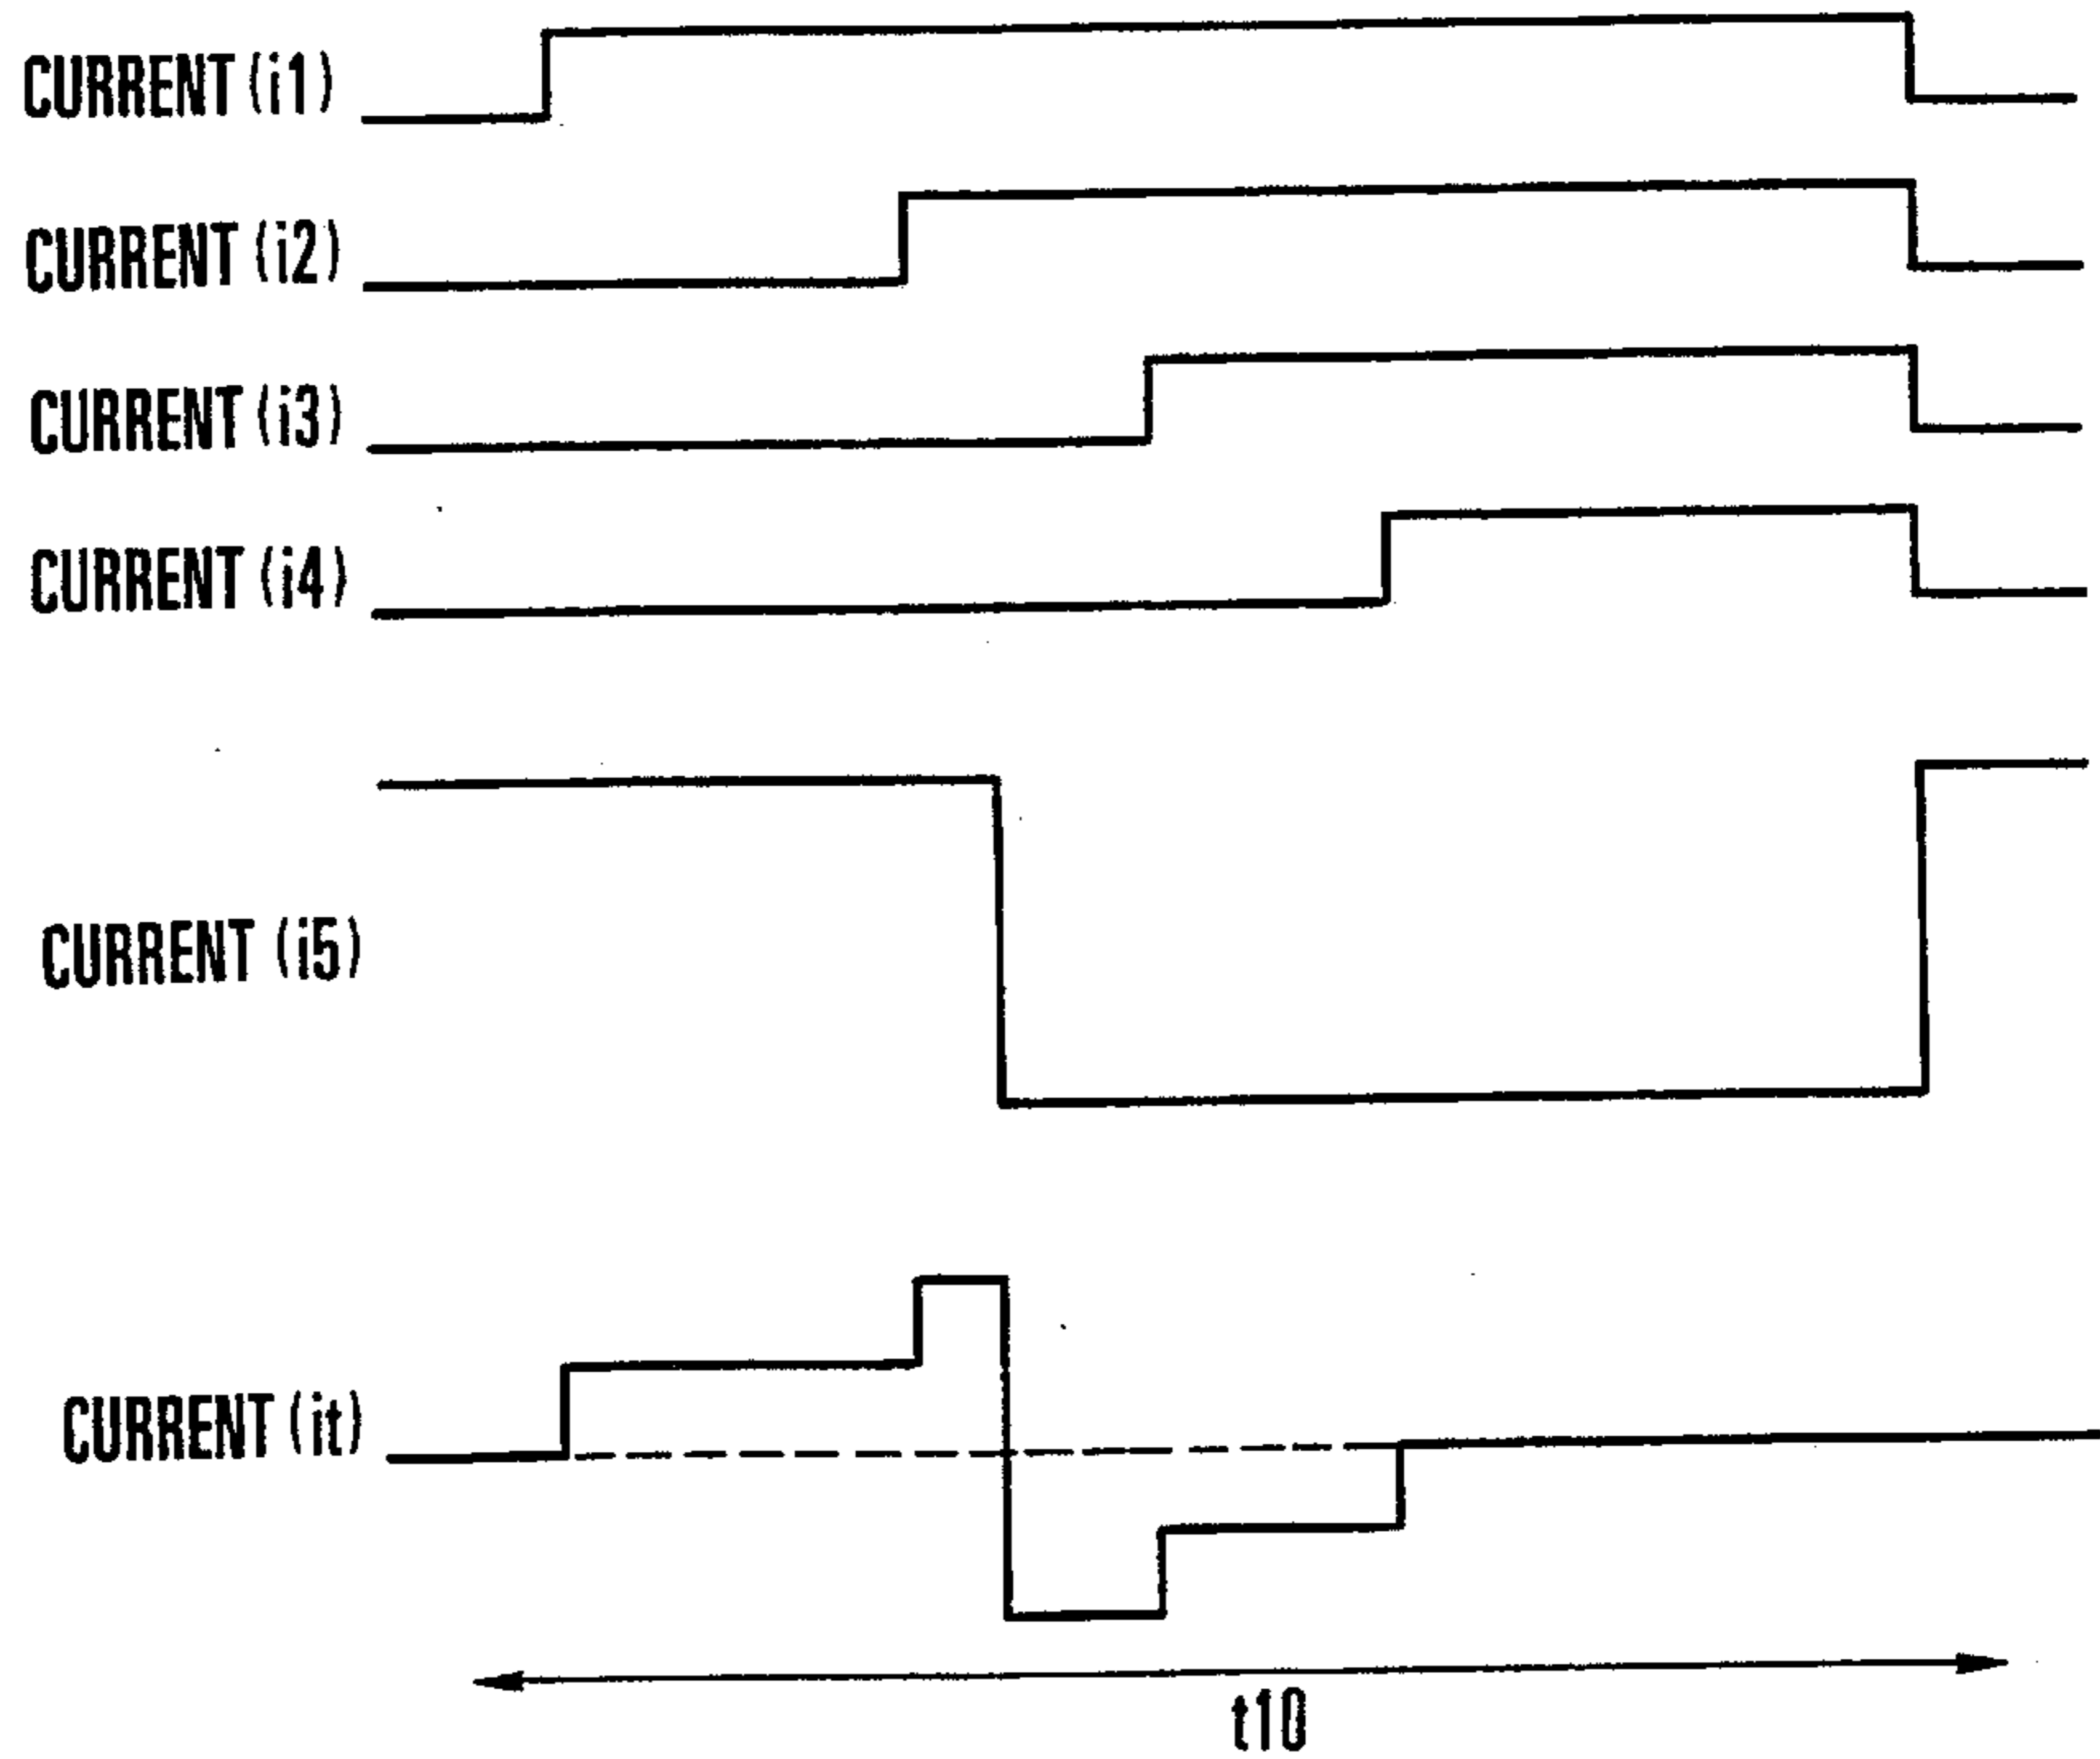 CURRENT (i1)
CURRENT (i2)
CURRENT (i3)
CURRENT (i4)
CURRENT (i5)
CURRENT (it)
t10